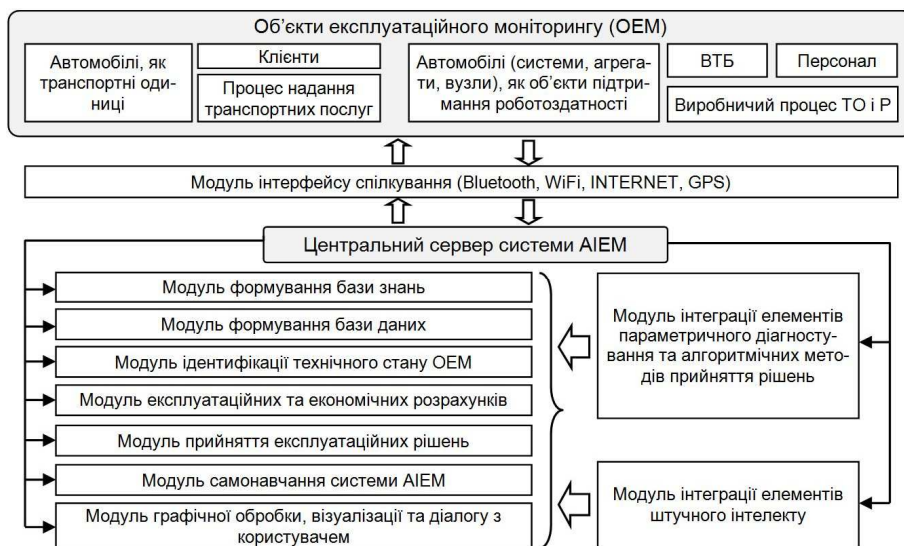 Об’єкти експлуатаційного моніторингу (ОЕМ)
Автомобілі, як
транспортні оди-
ниці
Клієнти
Процес надання
транспортних послуг
Автомобілі (системи, агрега-
ти, вузли), як об’єкти підтри-
мання роботоздатності
ВТБ
Персонал
Виробничий процес ТО і Р
Модуль інтерфейсу спілкування (Bluetooth, WiFi, INTERNET, GPS)
Центральний сервер системи АІЕМ
Модуль формування бази знань
Модуль формування бази даних
Модуль ідентифікації технічного стану ОЕМ
Модуль експлуатаційних та економічних розрахунків
Модуль прийняття експлуатаційних рішень
Модуль самонавчання системи АІЕМ
Модуль графічної обробки, візуалізації та діалогу з
користувачем
Модуль інтеграції елементів
параметричного діагносту-
вання та алгоритмічних мето-
дів прийняття рішень
Модуль інтеграції елементів
штучного інтелекту